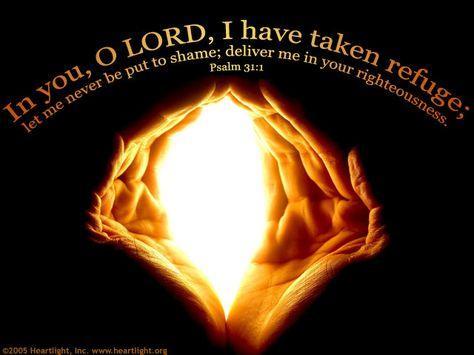 In you, O LORD, I have taken refuge;
let me never be put to shame; deliver me in your righteousness.
Psalm 31:1
©2005 Heartlight, Inc. www.heartlight.org